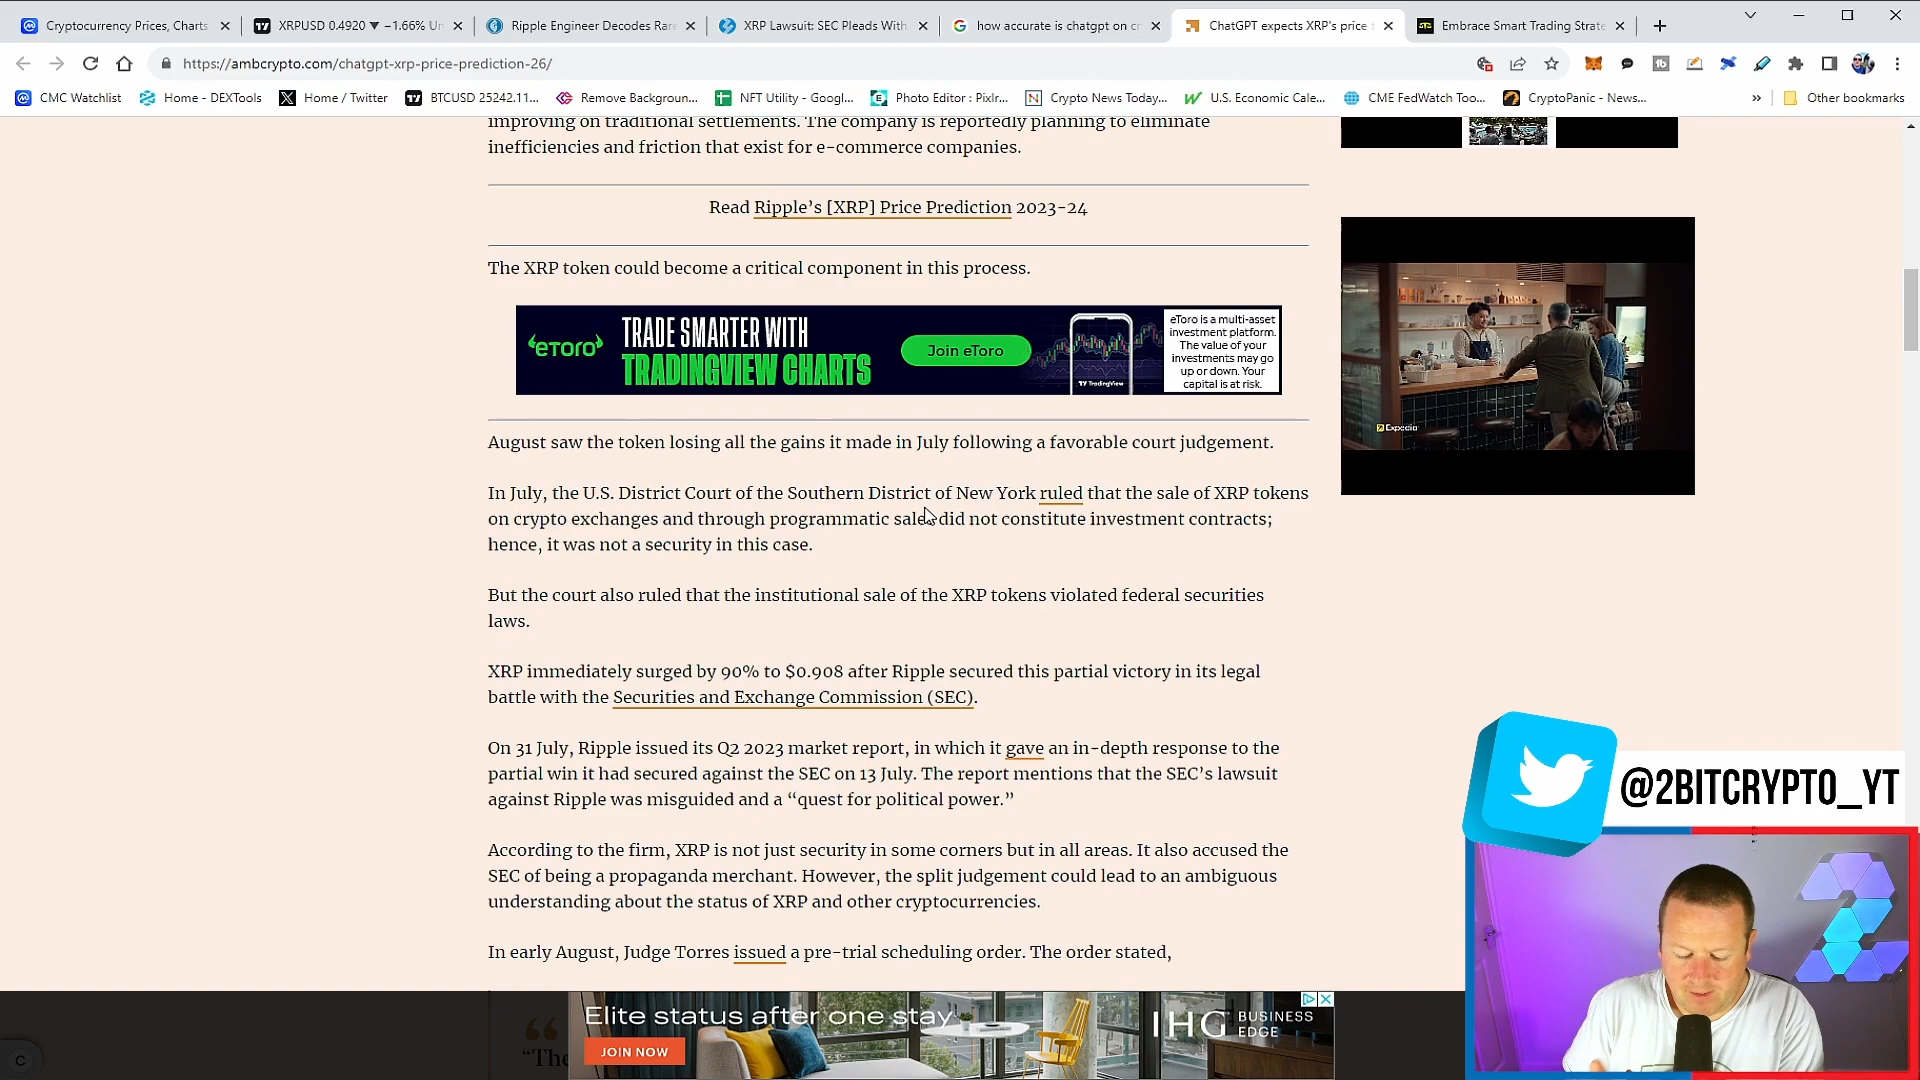 Cryptocurrency Prices, Charts
XRPUSD 0.4920 ▼ −1.66% Un
Ripple Engineer Decodes Rare
XRP Lawsuit: SEC Pleads With
how accurate is chatgpt on cr
ChatGPT expects XRP's price t
Embrace Smart Trading Strate
https://ambcrypto.com/chatgpt-xrp-price-prediction-26/
CMC Watchlist
Home - DEXTools
Home / Twitter
BTCUSD 25242.11...
Remove Backgroun...
NFT Utility - Googl...
Photo Editor : Pixlr...
Crypto News Today...
U.S. Economic Cale...
CME FedWatch Too...
CryptoPanic - News...
»
Other bookmarks
improving on traditional settlements. The company is reportedly planning to eliminate
inefficiencies and friction that exist for e-commerce companies.
Read Ripple’s [XRP] Price Prediction 2023-24
The XRP token could become a critical component in this process.
eToro
TRADE SMARTER WITH
TRADINGVIEW CHARTS
Join eToro
TradingView
eToro is a multi-asset
investment platform.
The value of your
investments may go
up or down. Your
capital is at risk.
Expedia
August saw the token losing all the gains it made in July following a favorable court judgement.
In July, the U.S. District Court of the Southern District of New York ruled that the sale of XRP tokens
on crypto exchanges and through programmatic sales did not constitute investment contracts;
hence, it was not a security in this case.
But the court also ruled that the institutional sale of the XRP tokens violated federal securities
laws.
XRP immediately surged by 90% to $0.908 after Ripple secured this partial victory in its legal
battle with the Securities and Exchange Commission (SEC).
On 31 July, Ripple issued its Q2 2023 market report, in which it gave an in-depth response to the
partial win it had secured against the SEC on 13 July. The report mentions that the SEC’s lawsuit
against Ripple was misguided and a “quest for political power.”
According to the firm, XRP is not just security in some corners but in all areas. It also accused the
SEC of being a propaganda merchant. However, the split judgement could lead to an ambiguous
understanding about the status of XRP and other cryptocurrencies.
In early August, Judge Torres issued a pre-trial scheduling order. The order stated,
@2BITCRYPTO_YT
“The
Elite status after one stay
JOIN NOW
IHG BUSINESS
EDGE
C